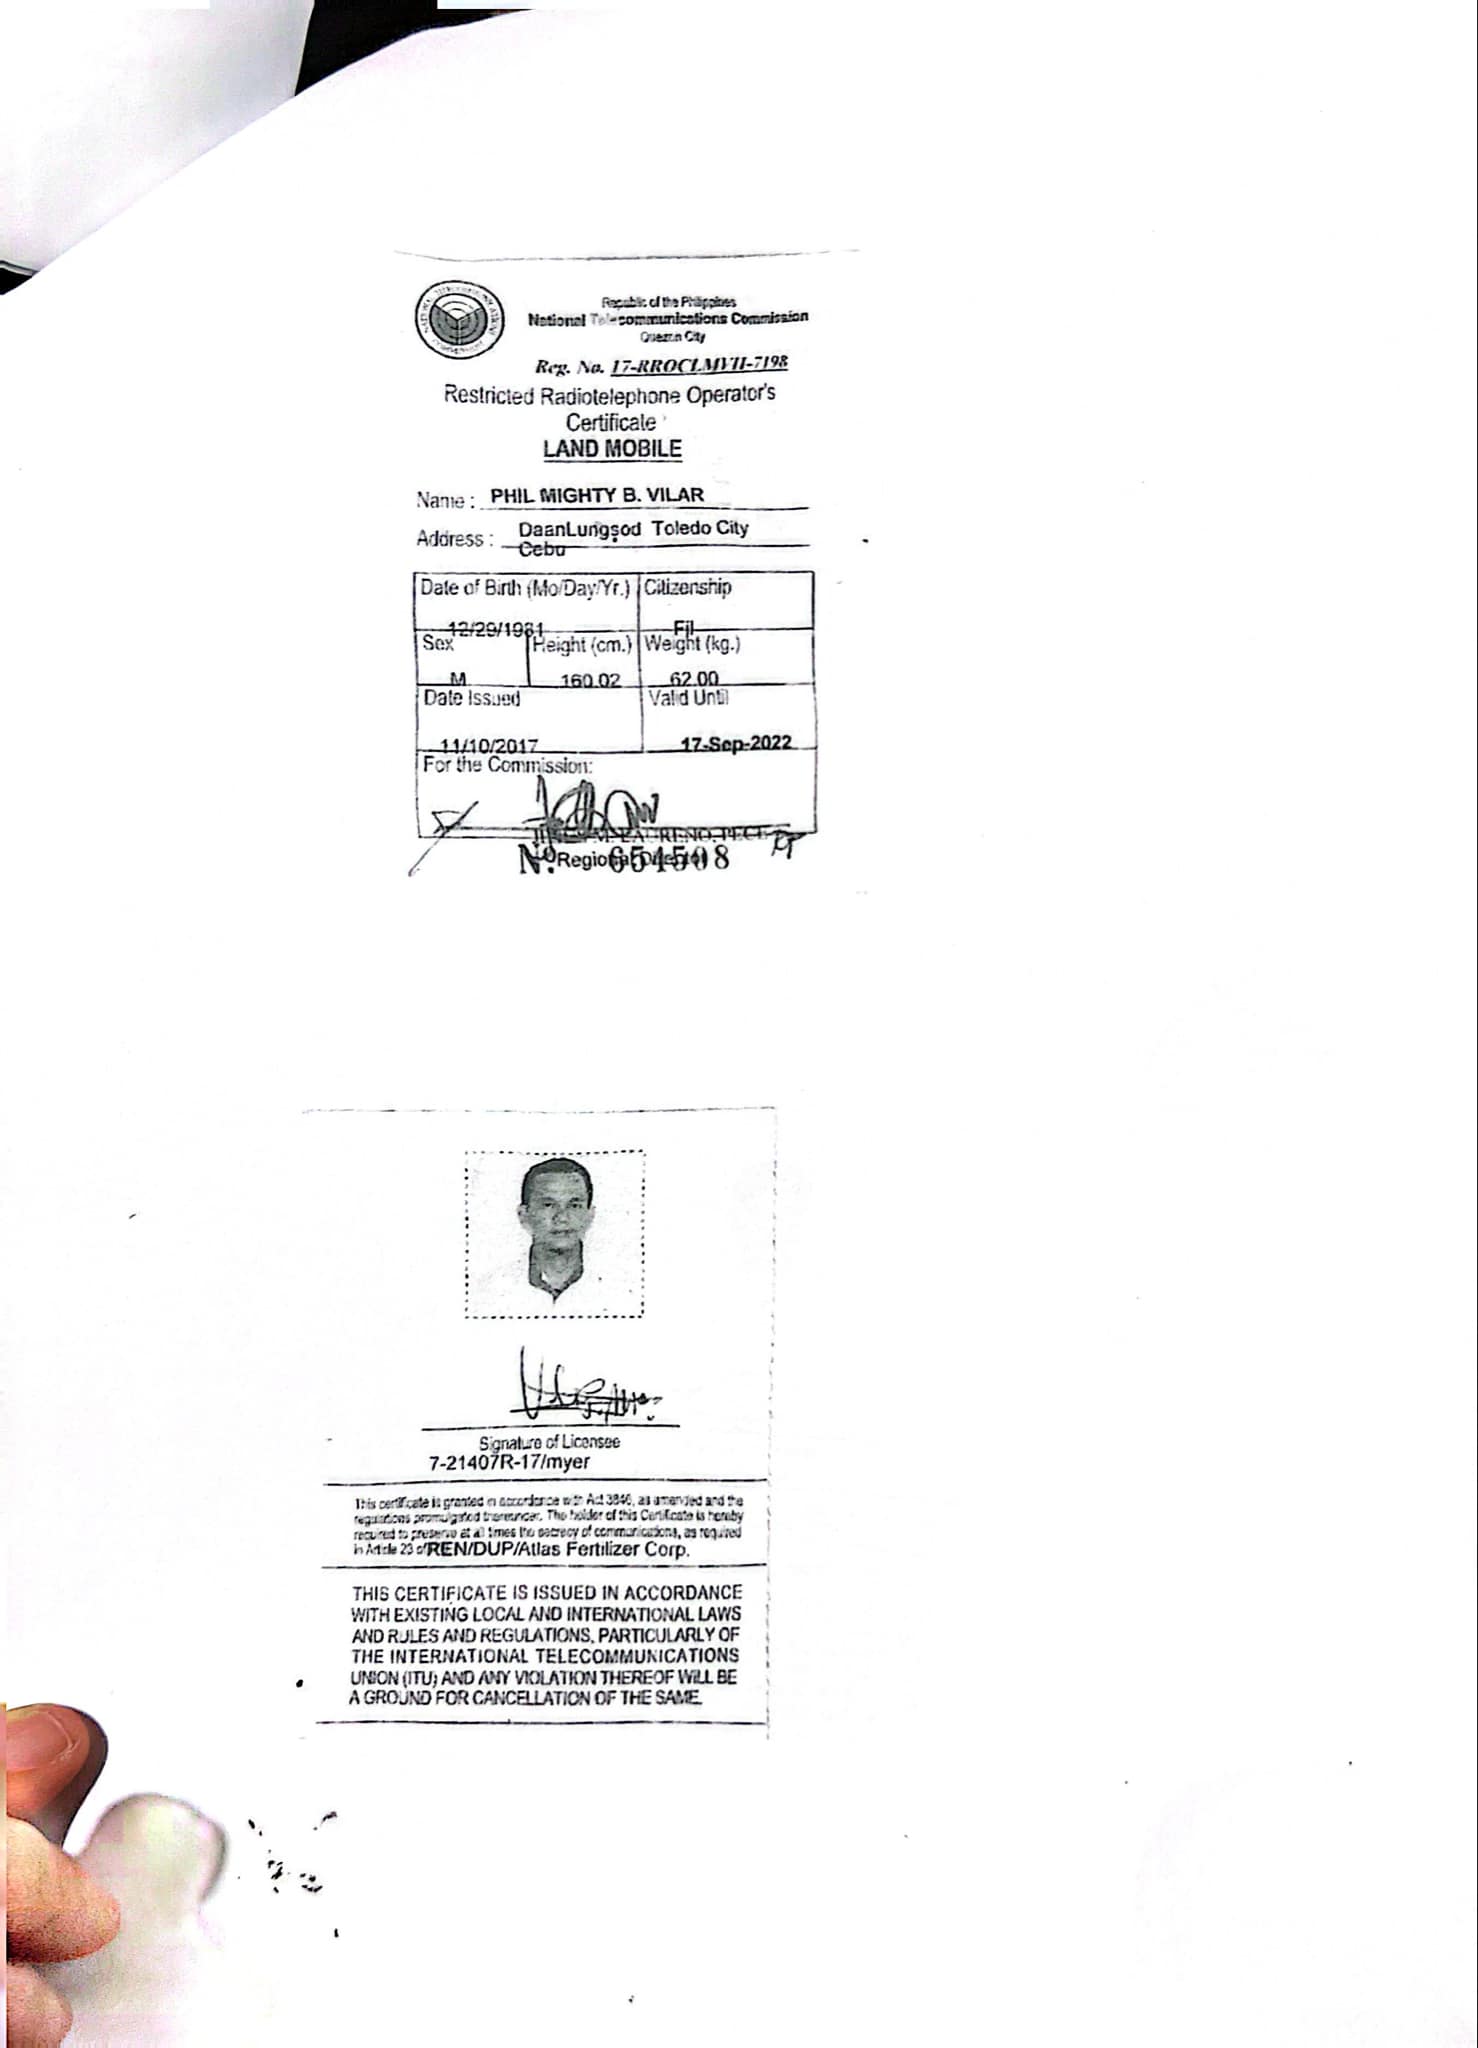 Republic of the Philippines
National Telecommunications Commission
Quezon City
Reg. No. 17-RROCLMVII-7198
Restricted Radiotelephone Operator's
Certificate
LAND MOBILE
Name : PHIL MIGHTY B. VILAR
Address : DaanLungsod Toledo City
Cebu
Date of Birth (Mo/Day/Yr.) Citizenship
12/29/1981 Fil
Sex Height (cm.) Weight (kg.)
M 160.02 62.00
Date Issued Valid Until
11/10/2017 17-Sep-2022
For the Commission:
M. LAURENO, PECE
Regional Director
Nº 654508
Signature of Licensee
7-21407R-17/myer
This certificate is granted in accordance with Act 3846, as amended and the
regulations promulgated thereunder. The holder of this Certificate is hereby
required to preserve at all times the secrecy of communications, as required
in Article 23 of REN/DUP/Atlas Fertilizer Corp.
THIS CERTIFICATE IS ISSUED IN ACCORDANCE
WITH EXISTING LOCAL AND INTERNATIONAL LAWS
AND RULES AND REGULATIONS, PARTICULARLY OF
THE INTERNATIONAL TELECOMMUNICATIONS
UNION (ITU) AND ANY VIOLATION THEREOF WILL BE
A GROUND FOR CANCELLATION OF THE SAME.